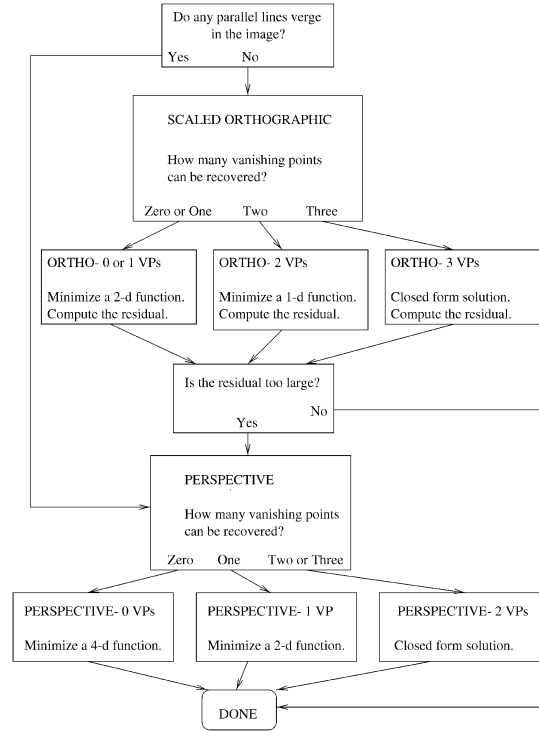 Do any parallel lines verge
in the image?
Yes No
SCALED ORTHOGRAPHIC
How many vanishing points
can be recovered?
Zero or One Two Three
ORTHO- 0 or 1 VPs
Minimize a 2-d function.
Compute the residual.
ORTHO- 2 VPs
Minimize a 1-d function.
Compute the residual.
ORTHO- 3 VPs
Closed form solution.
Compute the residual.
Is the residual too large?
No
Yes
PERSPECTIVE
How many vanishing points
can be recovered?
Zero One Two or Three
PERSPECTIVE- 0 VPs
Minimize a 4-d function.
PERSPECTIVE- 1 VP
Minimize a 2-d function.
PERSPECTIVE- 2 VPs
Closed form solution.
DONE